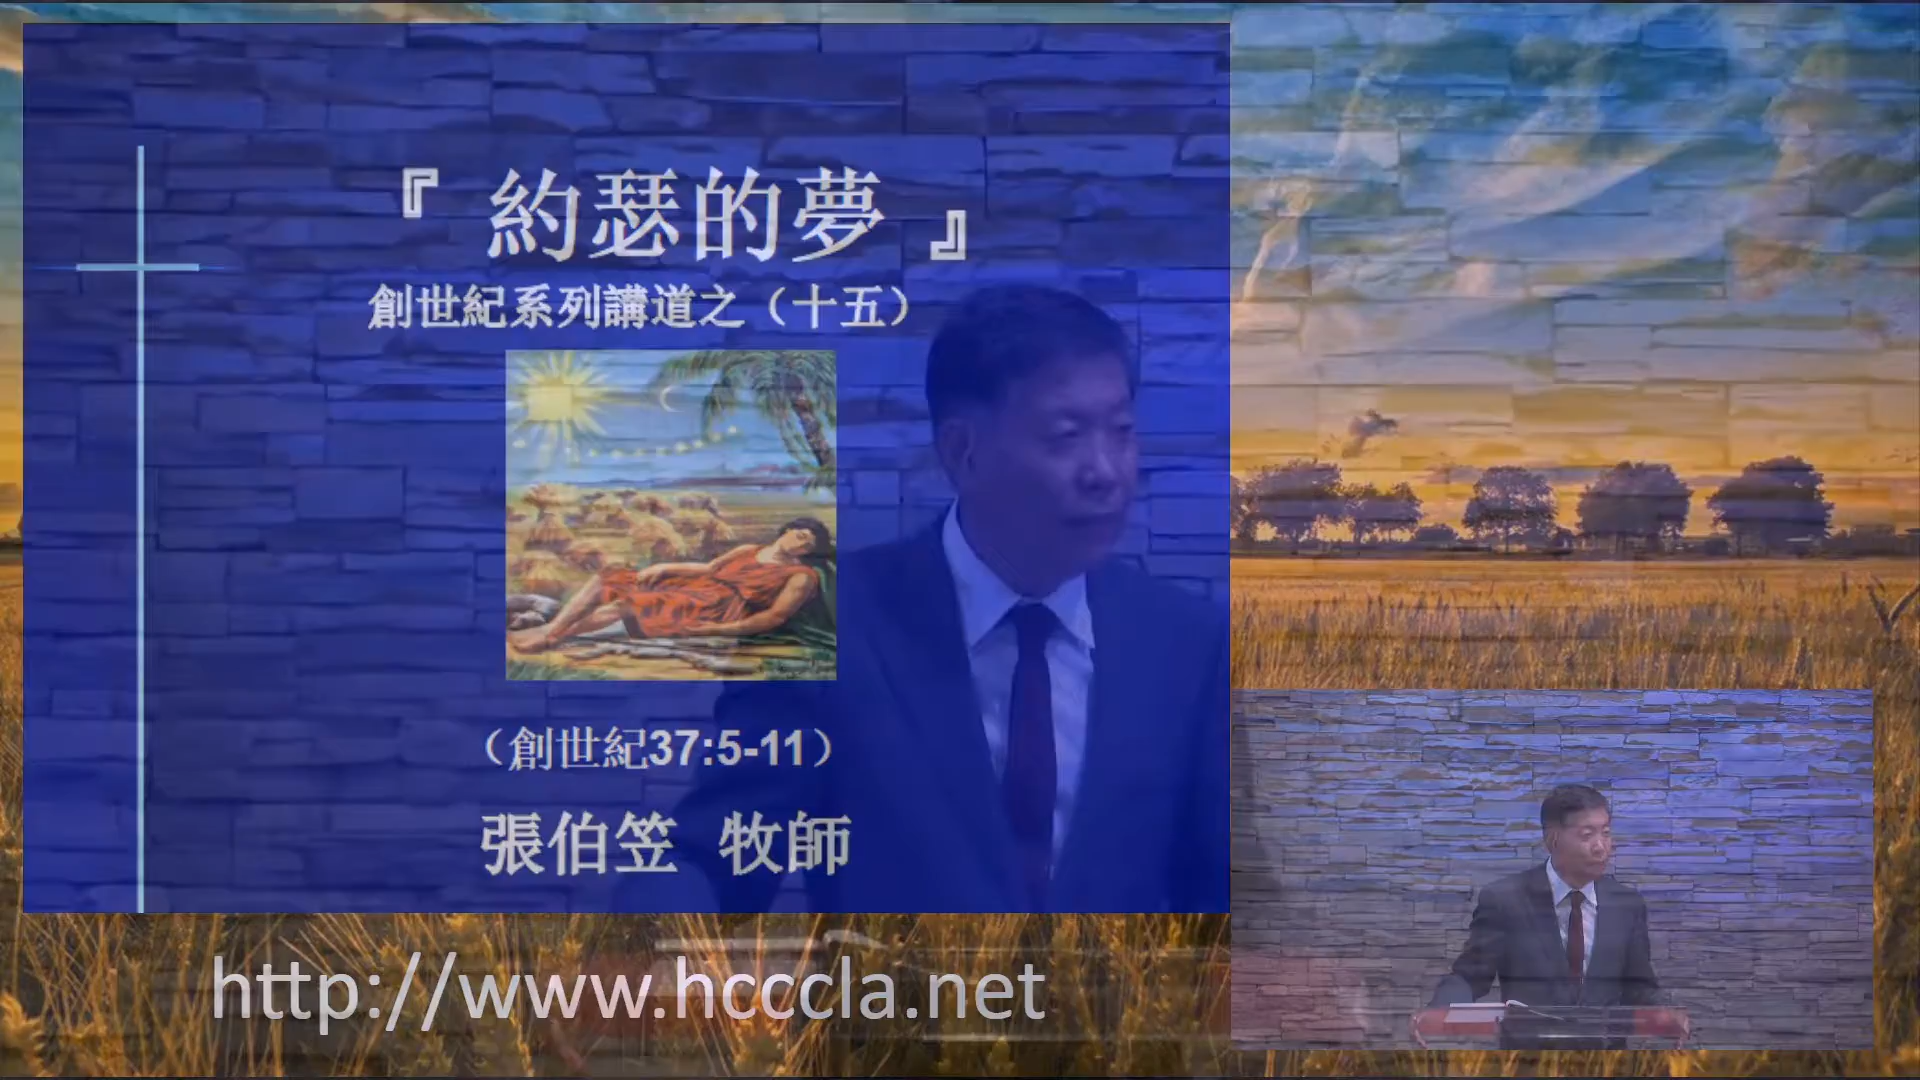 『 約瑟的夢 』
創世紀系列講道之（十五）
（創世紀37:5-11）
張伯笠 牧師
http://www.hcccla.net